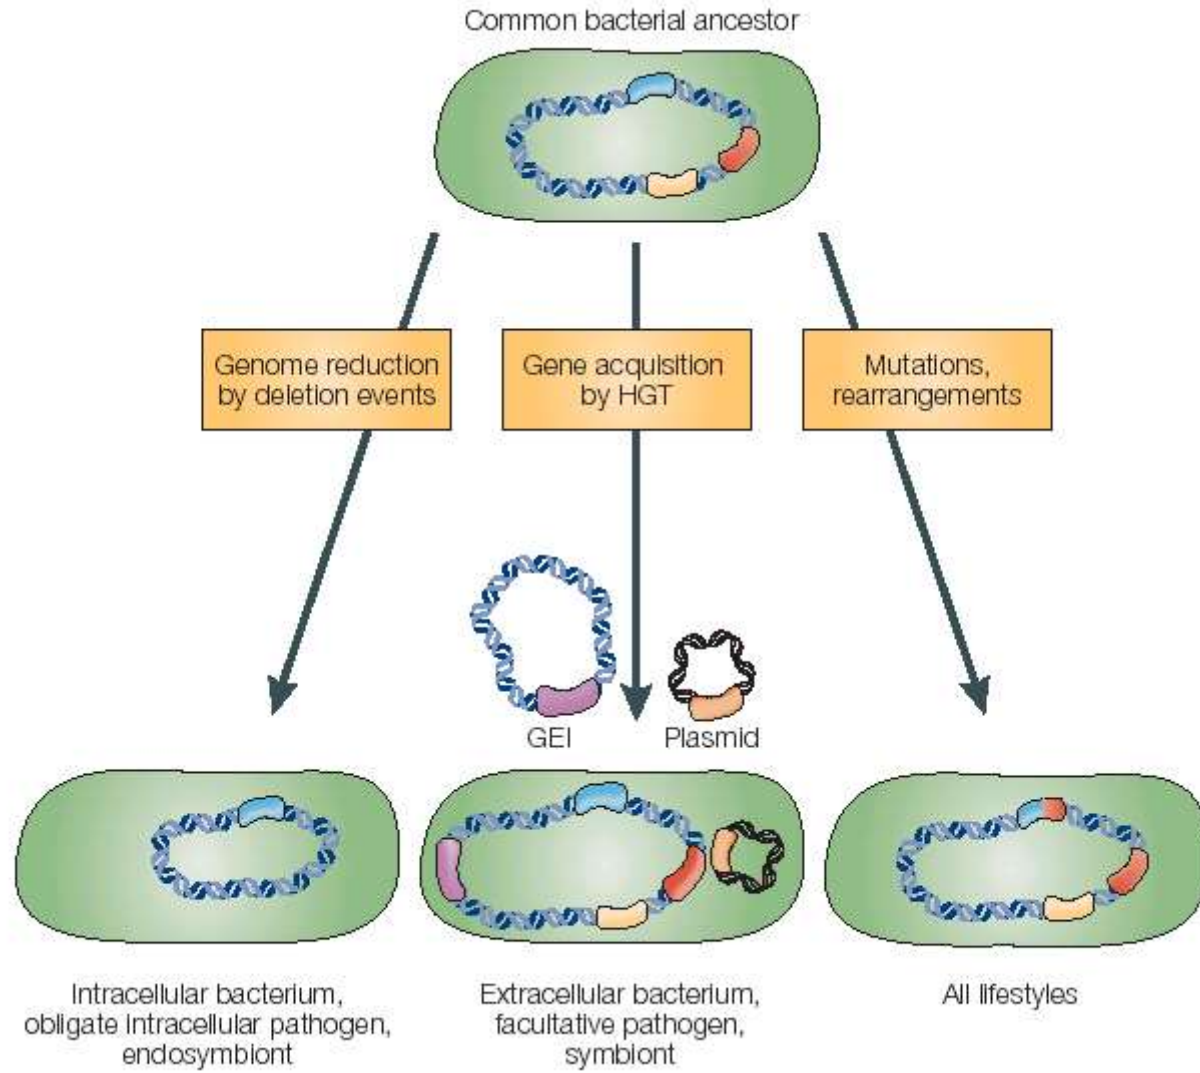 Common bacterial ancestor
Genome reduction
by deletion events
Gene acquisition
by HGT
Mutations,
rearrangements
GEI
Plasmid
Intracellular bacterium,
obligate intracellular pathogen,
endosymbiont
Extracellular bacterium,
facultative pathogen,
symbiont
All lifestyles